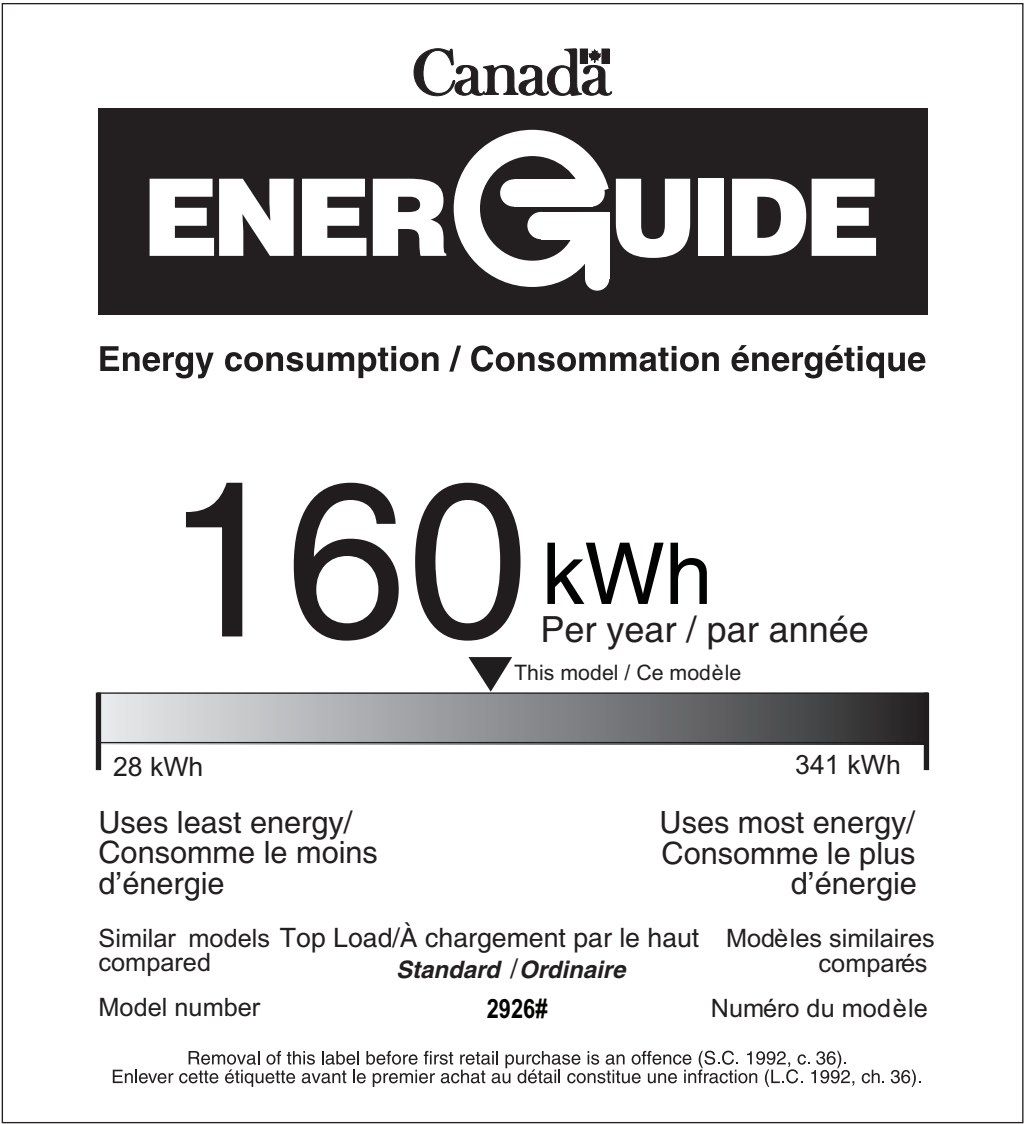 Canada
ENERGUIDE
Energy consumption / Consommation énergétique
160 kWh
Per year / par année
This model / Ce modèle
28 kWh 341 kWh
Uses least energy/ Uses most energy/
Consomme le moins Consomme le plus
d'énergie d'énergie
Similar models Top Load/À chargement par le haut Modèles similaires
compared Standard / Ordinaire comparés
Model number 2926# Numéro du modèle
Removal of this label before first retail purchase is an offence (S.C. 1992, c. 36).
Enlever cette étiquette avant le premier achat au détail constitue une infraction (L.C. 1992, ch. 36).